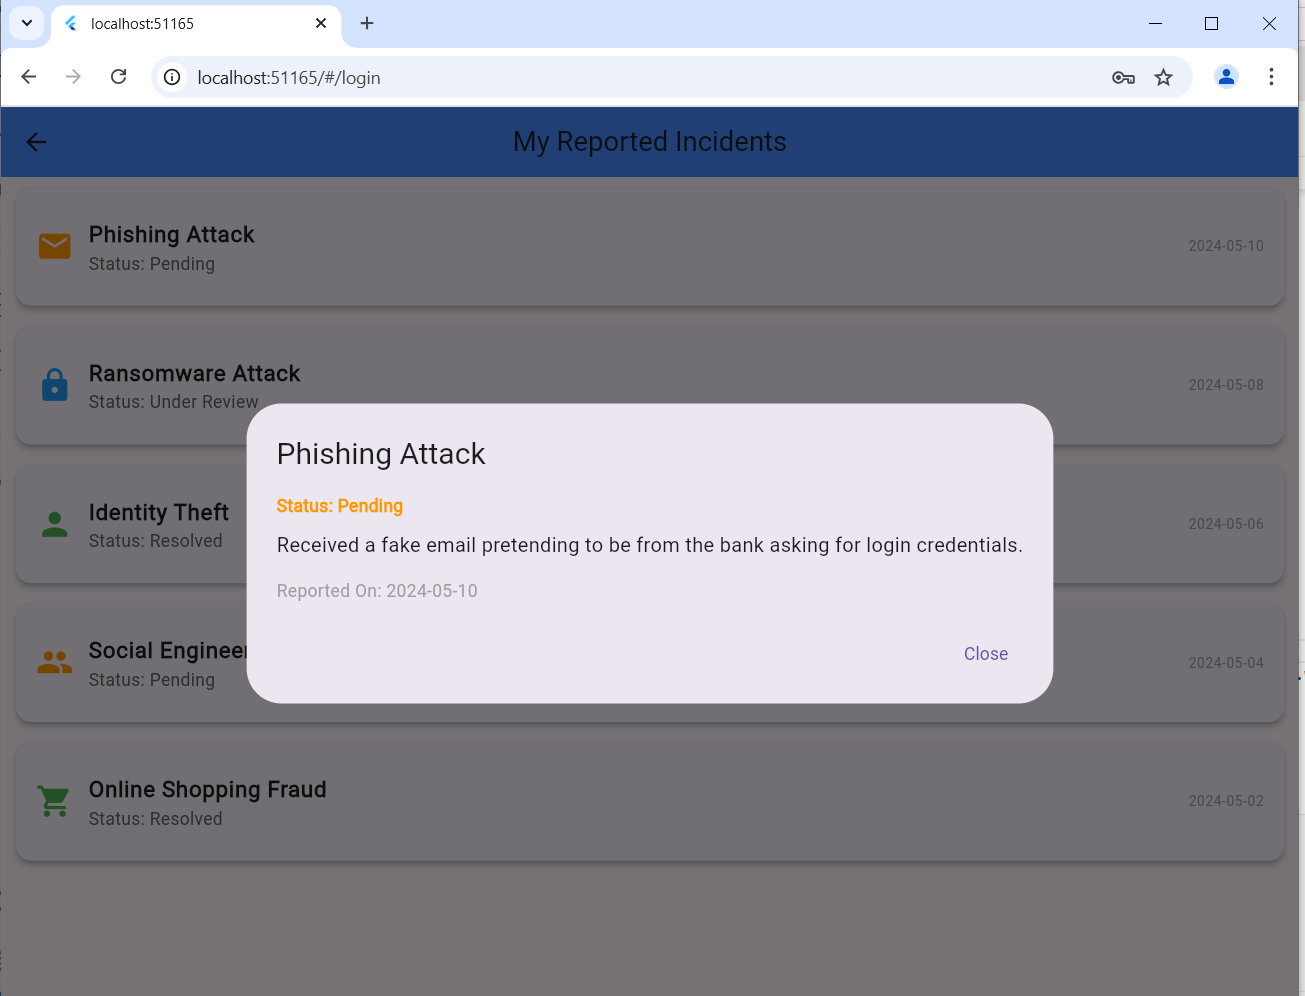 localhost:51165
localhost:51165/#/login
My Reported Incidents
Phishing Attack
Status: Pending
2024-05-10
Ransomware Attack
Status: Under Review
2024-05-08
Phishing Attack
Status: Pending
Received a fake email pretending to be from the bank asking for login credentials.
Reported On: 2024-05-10
Close
Identity Theft
Status: Resolved
2024-05-06
Social Engineer
Status: Pending
2024-05-04
Online Shopping Fraud
Status: Resolved
2024-05-02